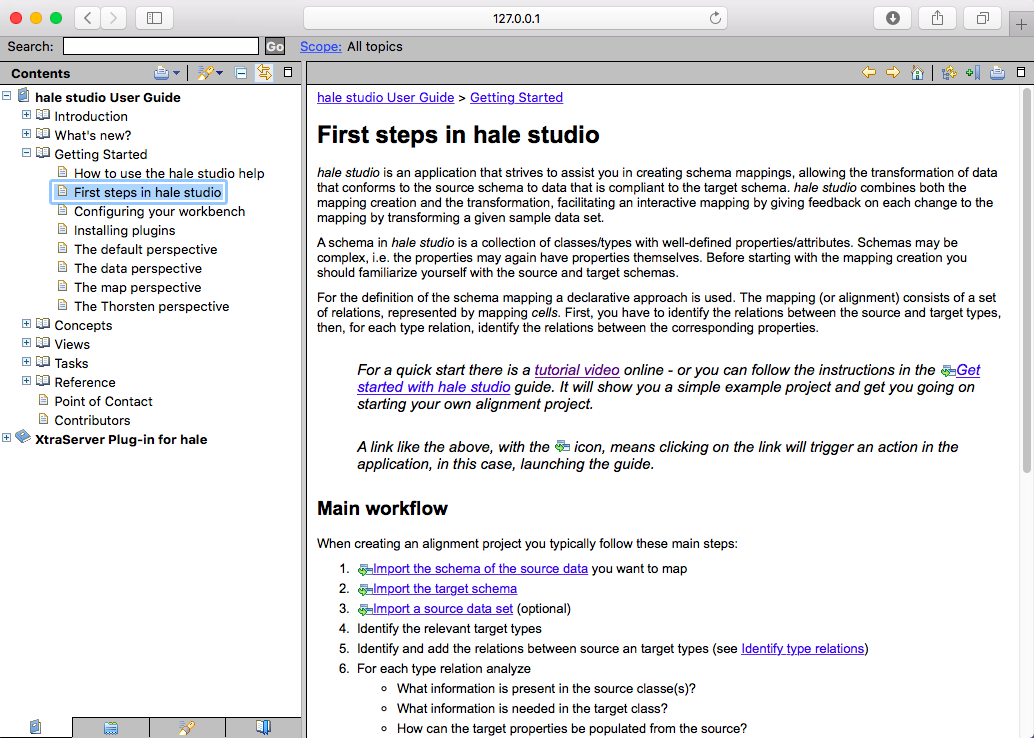 127.0.0.1
Search: Go Scope: All topics
Contents
hale studio User Guide
Introduction
What's new?
Getting Started
How to use the hale studio help
First steps in hale studio
Configuring your workbench
Installing plugins
The default perspective
The data perspective
The map perspective
The Thorsten perspective
Concepts
Views
Tasks
Reference
Point of Contact
Contributors
XtraServer Plug-in for hale
hale studio User Guide > Getting Started
First steps in hale studio
hale studio is an application that strives to assist you in creating schema mappings, allowing the transformation of data
that conforms to the source schema to data that is compliant to the target schema. hale studio combines both the
mapping creation and the transformation, facilitating an interactive mapping by giving feedback on each change to the
mapping by transforming a given sample data set.
A schema in hale studio is a collection of classes/types with well-defined properties/attributes. Schemas may be
complex, i.e. the properties may again have properties themselves. Before starting with the mapping creation you
should familiarize yourself with the source and target schemas.
For the definition of the schema mapping a declarative approach is used. The mapping (or alignment) consists of a set
of relations, represented by mapping cells. First, you have to identify the relations between the source and target types,
then, for each type relation, identify the relations between the corresponding properties.
For a quick start there is a tutorial video online - or you can follow the instructions in the Get
started with hale studio guide. It will show you a simple example project and get you going on
starting your own alignment project.
A link like the above, with the icon, means clicking on the link will trigger an action in the
application, in this case, launching the guide.
Main workflow
When creating an alignment project you typically follow these main steps:
1. Import the schema of the source data you want to map
2. Import the target schema
3. Import a source data set (optional)
4. Identify the relevant target types
5. Identify and add the relations between source an target types (see Identify type relations)
6. For each type relation analyze
What information is present in the source classe(s)?
What information is needed in the target class?
How can the target properties be populated from the source?